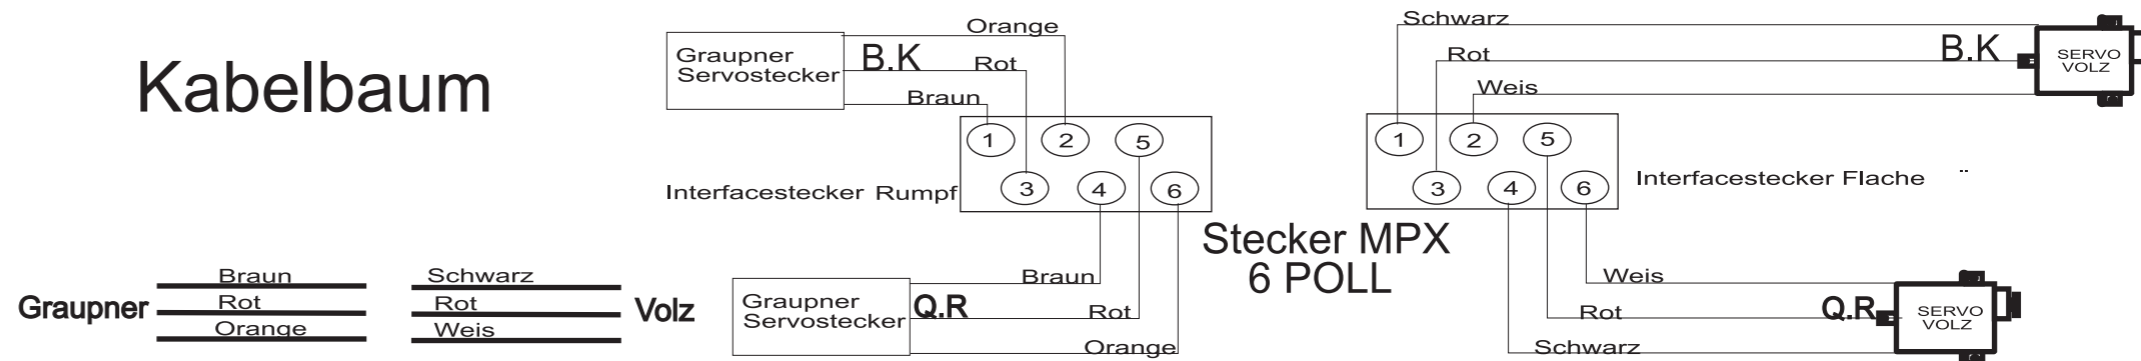 Kabelbaum
Orange
Graupner
Servostecker
B.K
Rot
Braun
1
2
5
3
4
6
Interfacestecker Rumpf
Schwarz
Rot
B.K
SERVO
VOLZ
Weis
1
2
5
3
4
6
Interfacestecker Flache ¨
Stecker MPX
6 POLL
Graupner
Braun
Rot
Orange
Schwarz
Rot
Weis
Volz
Graupner
Servostecker
Q.R
Braun
Rot
Orange
Weis
Rot
Q.R
SERVO
VOLZ
Schwarz